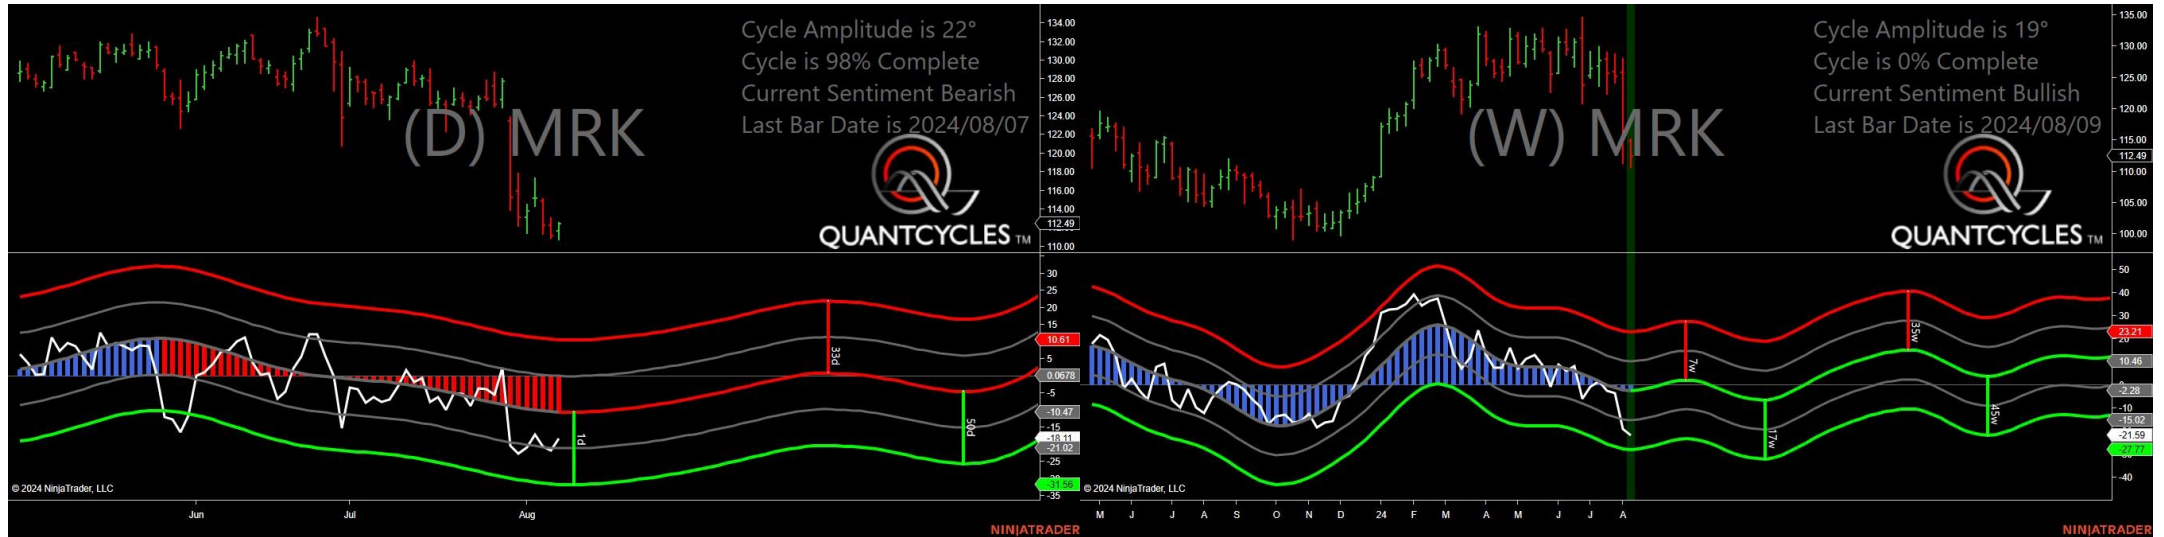 Cycle Amplitude is 22°
Cycle is 98% Complete
Current Sentiment Bearish
Last Bar Date is 2024/08/07
(D) MRK
QUANTCYCLES TM
134.00
132.00
130.00
128.00
126.00
124.00
122.00
120.00
118.00
116.00
114.00
112.49
110.00
30
25
20
15
10.61
5
0.0678
-5
-10.47
-15
-18.11
-21.02
-25
-31.56
-35
33d
50d
1d
© 2024 NinjaTrader, LLC
Jun
Jul
Aug
NINJATRADER
Cycle Amplitude is 19°
Cycle is 0% Complete
Current Sentiment Bullish
Last Bar Date is 2024/08/09
(W) MRK
QUANTCYCLES TM
135.00
130.00
125.00
120.00
115.00
112.49
110.00
105.00
100.00
50
40
30
23.21
10.46
-2.28
-10
-15.02
-21.59
-27.77
-40
7w
17w
35w
45w
© 2024 NinjaTrader, LLC
M J J A S O N D 24 F M A M J J A
NINJATRADER